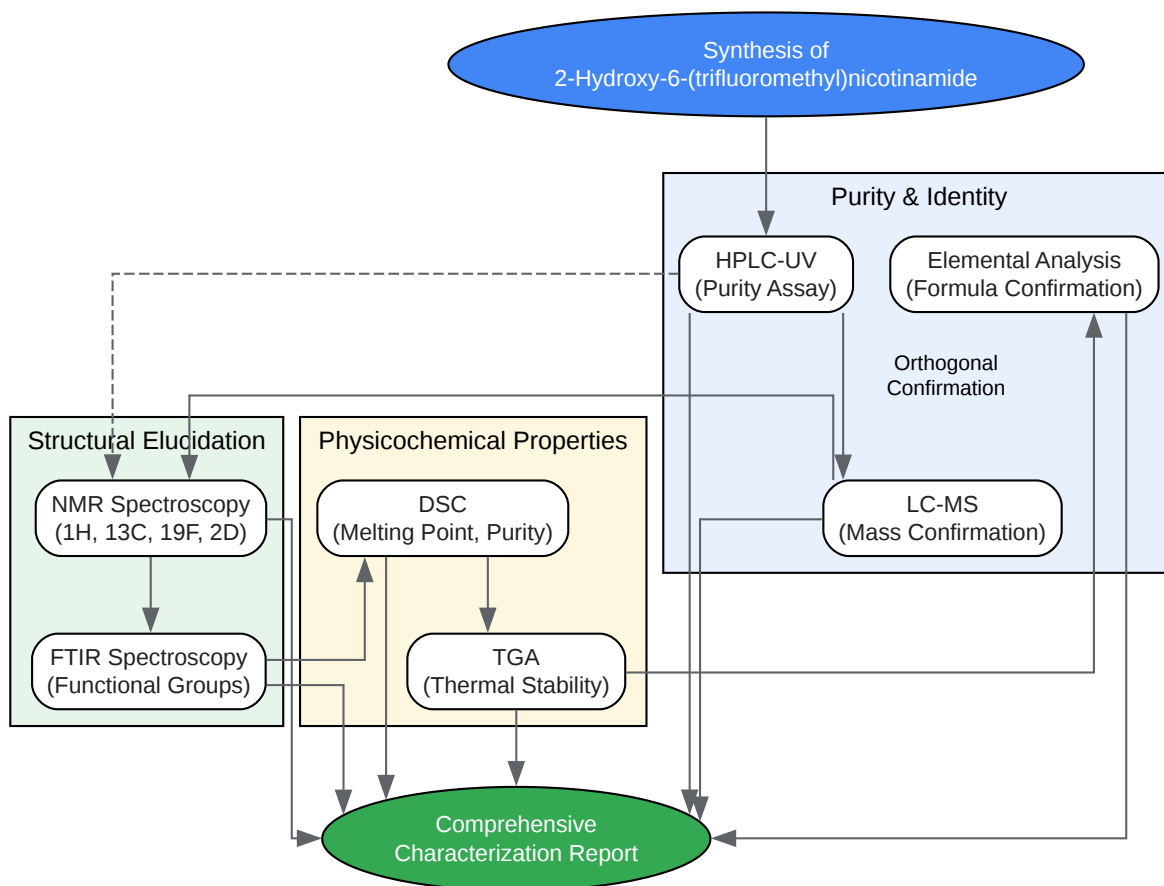 Synthesis of
2-Hydroxy-6-(trifluoromethyl)nicotinamide
Purity & Identity
HPLC-UV
(Purity Assay)
Elemental Analysis
(Formula Confirmation)
Orthogonal
Confirmation
Structural Elucidation
Physicochemical Properties
NMR Spectroscopy
(1H, 13C, 19F, 2D)
DSC
(Melting Point, Purity)
LC-MS
(Mass Confirmation)
FTIR Spectroscopy
(Functional Groups)
TGA
(Thermal Stability)
Comprehensive
Characterization Report